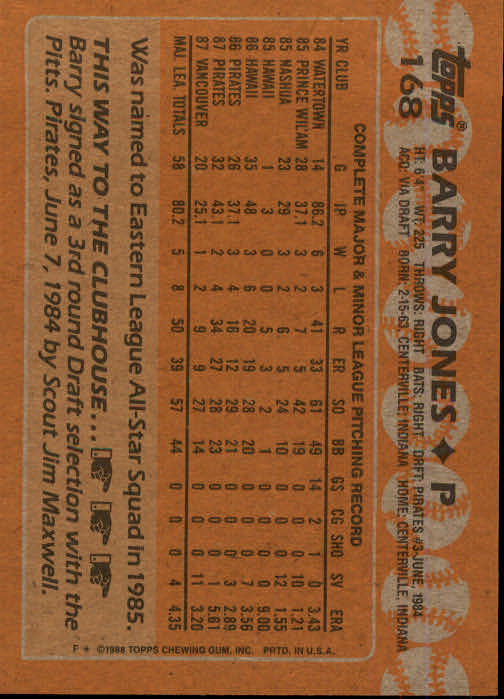 topps® BARRY JONES ♦ P
168
HT: 6'4" WT: 225 THROWS: RIGHT BATS: RIGHT DRFT: PIRATES #3-JUNE, 1984
ACQ: VIA DRAFT BORN: 2-15-63, CENTERVILLE, INDIANA HOME: CENTERVILLE, INDIANA
COMPLETE MAJOR & MINOR LEAGUE PITCHING RECORD
YR CLUB G IP W L R ER SO BB GS CG SHO SV ERA
84 WATERTOWN 14 86.2 6 3 41 33 61 49 14 2 1 0 3.43
85 PRINCE WILAM 28 37.1 3 2 7 5 42 19 0 0 0 10 1.21
85 NASHUA 23 29 3 2 6 5 24 10 0 0 0 12 1.55
85 HAWAII 1 3 0 0 5 3 2 1 0 0 0 0 9.00
86 HAWAII 35 48 3 6 20 19 28 20 0 0 0 7 3.56
86 PIRATES 26 37.1 3 4 16 12 29 21 0 0 0 3 2.89
87 PIRATES 32 43.1 2 4 34 27 28 23 0 0 0 1 5.61
87 VANCOUVER 20 25.1 1 2 9 9 27 14 0 0 0 11 3.20
MAJ. LEA. TOTALS 58 80.2 5 8 50 39 57 44 0 0 0 4 4.35
Was named to Eastern League All-Star Squad in 1985.
THIS WAY TO THE CLUBHOUSE...
Barry signed as a 3rd round Draft selection with the
Pitts. Pirates, June 7, 1984 by Scout Jim Maxwell.
F * ©1988 TOPPS CHEWING GUM, INC. PRTD. IN U.S.A.